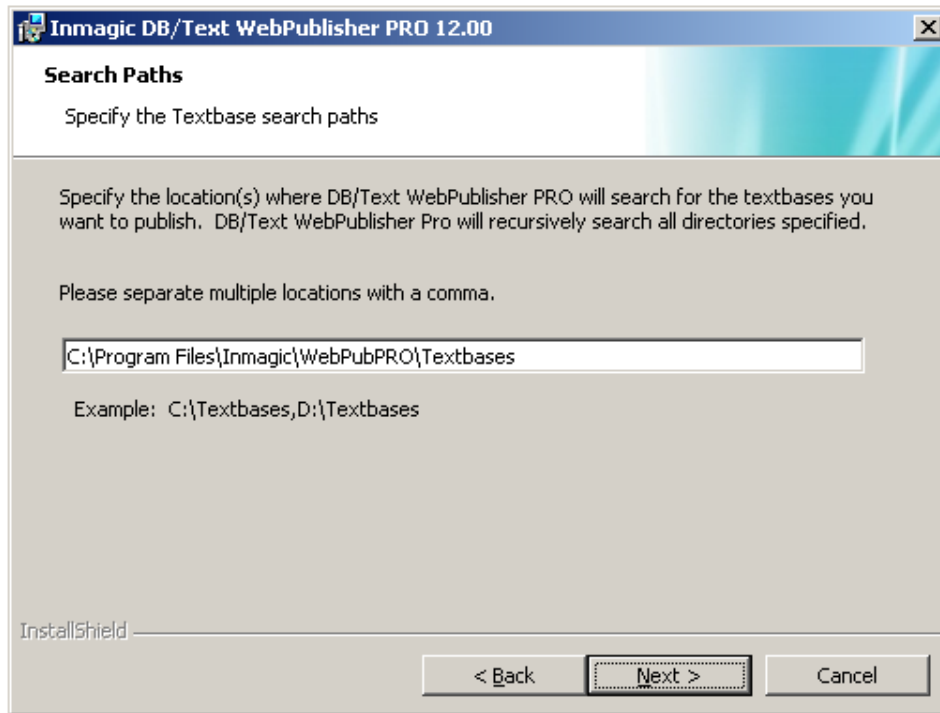 Inmagic DB/Text WebPublisher PRO 12.00
Search Paths
Specify the Textbase search paths
Specify the location(s) where DB/Text WebPublisher PRO will search for the textbases you
want to publish.  DB/Text WebPublisher Pro will recursively search all directories specified.
Please separate multiple locations with a comma.
C:\Program Files\Inmagic\WebPubPRO\Textbases
Example:  C:\Textbases,D:\Textbases
InstallShield
< Back
Next >
Cancel